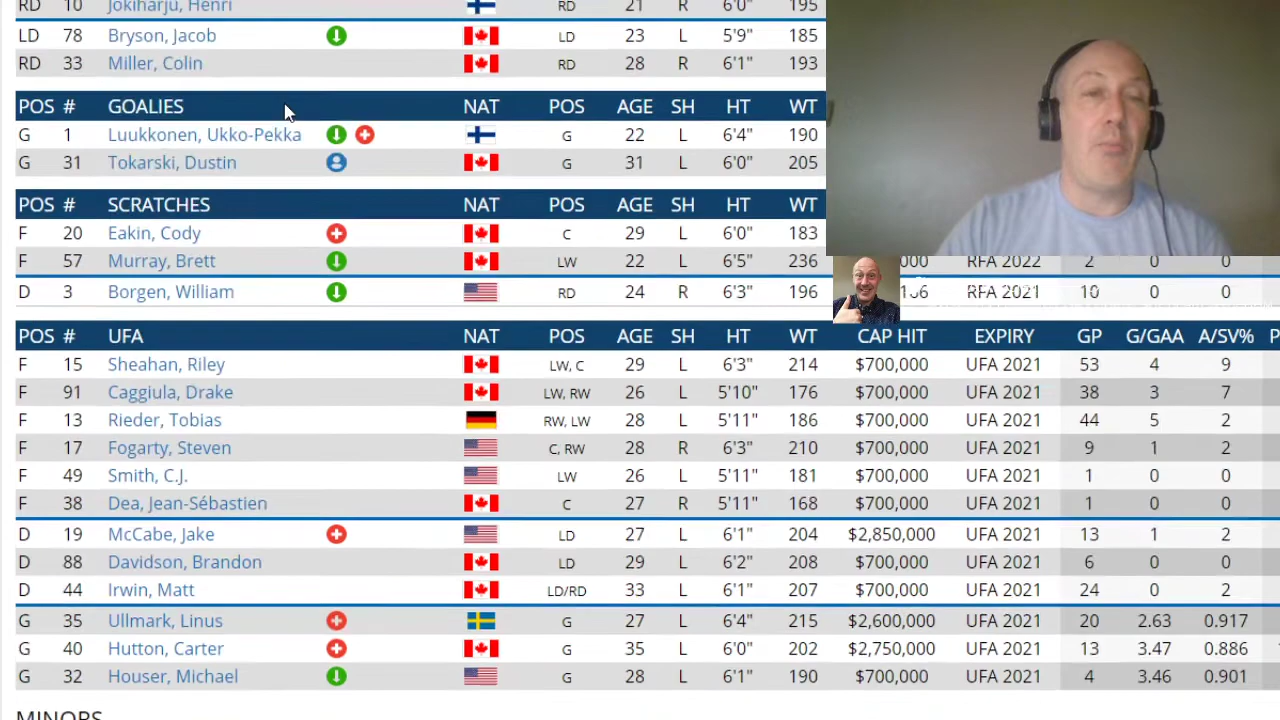 RD 10 Jokiharju, Henri RD 21 R 6'0" 195
LD 78 Bryson, Jacob LD 23 L 5'9" 185
RD 33 Miller, Colin RD 28 R 6'1" 193
POS # GOALIES NAT POS AGE SH HT WT
G 1 Luukkonen, Ukko-Pekka G 22 L 6'4" 190
G 31 Tokarski, Dustin G 31 L 6'0" 205
POS # SCRATCHES NAT POS AGE SH HT WT
F 20 Eakin, Cody C 29 L 6'0" 183
F 57 Murray, Brett LW 22 L 6'5" 236 000 RFA 2022 2 0 0
D 3 Borgen, William RD 24 R 6'3" 196 RFA 2021 10 0 0
POS # UFA NAT POS AGE SH HT WT CAP HIT EXPIRY GP G/GAA A/SV% P
F 15 Sheahan, Riley LW, C 29 L 6'3" 214 $700,000 UFA 2021 53 4 9
F 91 Caggiula, Drake LW, RW 26 L 5'10" 176 $700,000 UFA 2021 38 3 7
F 13 Rieder, Tobias RW, LW 28 L 5'11" 186 $700,000 UFA 2021 44 5 2
F 17 Fogarty, Steven C, RW 28 R 6'3" 210 $700,000 UFA 2021 9 1 2
F 49 Smith, C.J. LW 26 L 5'11" 181 $700,000 UFA 2021 1 0 0
F 38 Dea, Jean-Sébastien C 27 R 5'11" 168 $700,000 UFA 2021 1 0 0
D 19 McCabe, Jake LD 27 L 6'1" 204 $2,850,000 UFA 2021 13 1 2
D 88 Davidson, Brandon LD 29 L 6'2" 208 $700,000 UFA 2021 6 0 0
D 44 Irwin, Matt LD/RD 33 L 6'1" 207 $700,000 UFA 2021 24 0 2
G 35 Ullmark, Linus G 27 L 6'4" 215 $2,600,000 UFA 2021 20 2.63 0.917
G 40 Hutton, Carter G 35 L 6'0" 202 $2,750,000 UFA 2021 13 3.47 0.886
G 32 Houser, Michael G 28 L 6'1" 190 $700,000 UFA 2021 4 3.46 0.901
MINORS